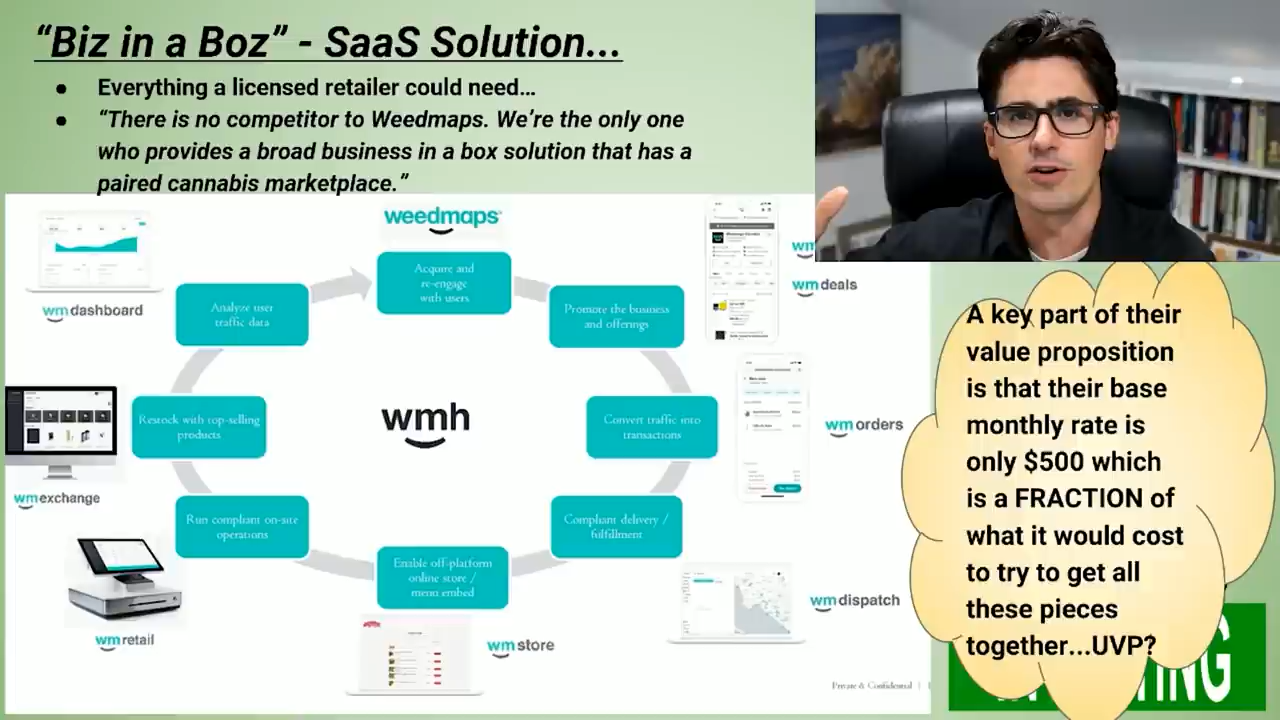 “Biz in a Boz” - SaaS Solution...
● Everything a licensed retailer could need…
● “There is no competitor to Weedmaps. We’re the only one
who provides a broad business in a box solution that has a
paired cannabis marketplace.”
weedmaps
Acquire and
re-engage
with users
Promote the business
and offerings
wm
wm deals
Convert traffic into
transactions
wm orders
Compliant delivery /
fulfillment
wm dispatch
Enable off-platform
online store /
menu embed
wm store
Run compliant on-site
operations
wm retail
Restock with top-selling
products
wm exchange
Analyze user
traffic data
wm dashboard
wmh
Private & Confidential |
A key part of their
value proposition
is that their base
monthly rate is
only $500 which
is a FRACTION of
what it would cost
to try to get all
these pieces
together...UVP?